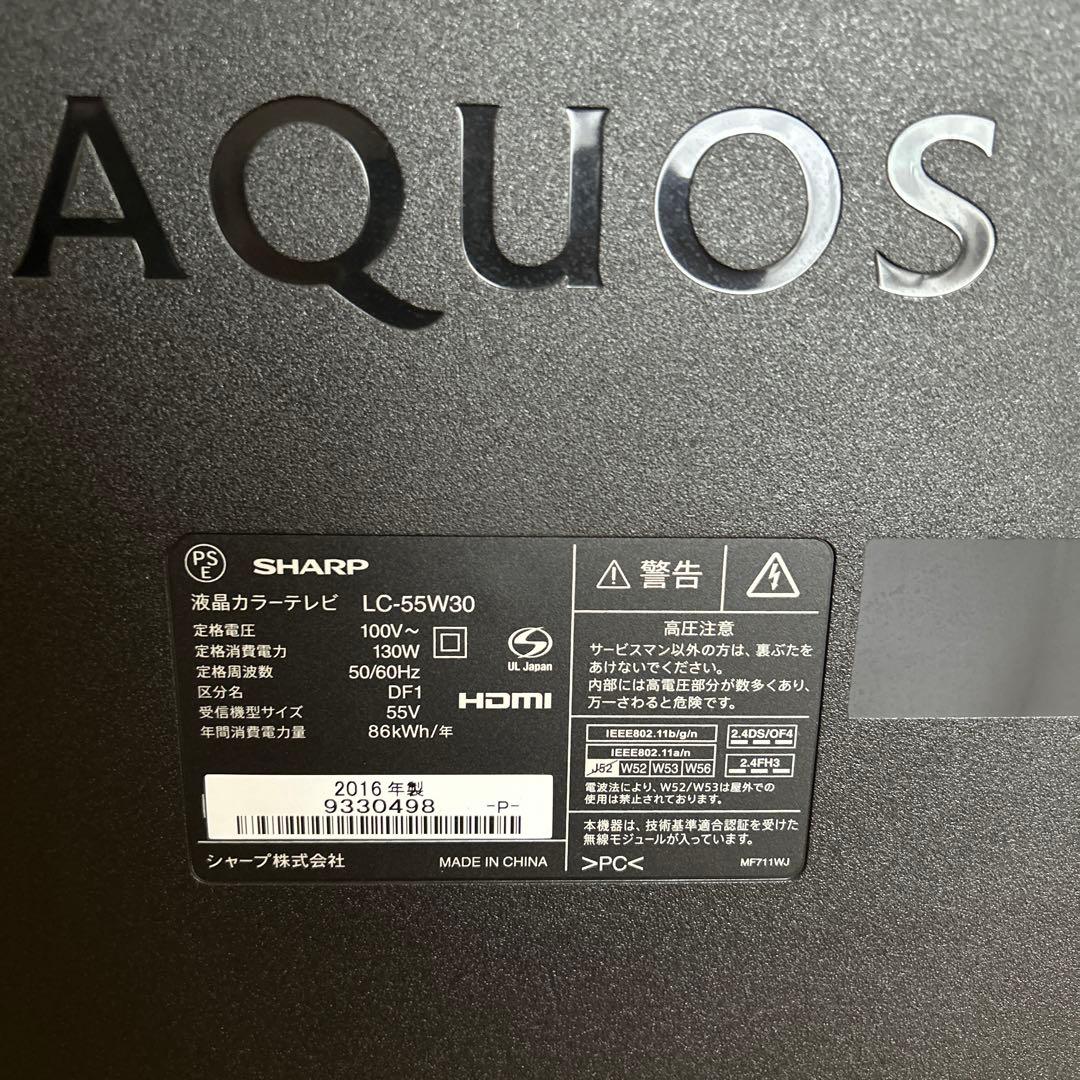 AQUOS
PS E SHARP
液晶カラーテレビ LC-55W30
定格電圧 100V～
定格消費電力 130W
定格周波数 50/60Hz
区分名 DF1
受信機型サイズ 55V
年間消費電力量 86kWh/年
UL Japan
HDMI
2016年製
9330498 -P-
シャープ株式会社 MADE IN CHINA
警告
高圧注意
サービスマン以外の方は、裏ぶたを
あけないでください。
内部には高電圧部分が数多くあり、
万一さわると危険です。
IEEE802.11b/g/n
IEEE802.11a/n
J52 W52 W53 W56
2.4DS/OF4
2.4FH3
電波法により、W52/W53は屋外での
使用は禁止されております。
本機器は、技術基準適合認証を受けた
無線モジュールが入っています。
>PC< MF711WJ